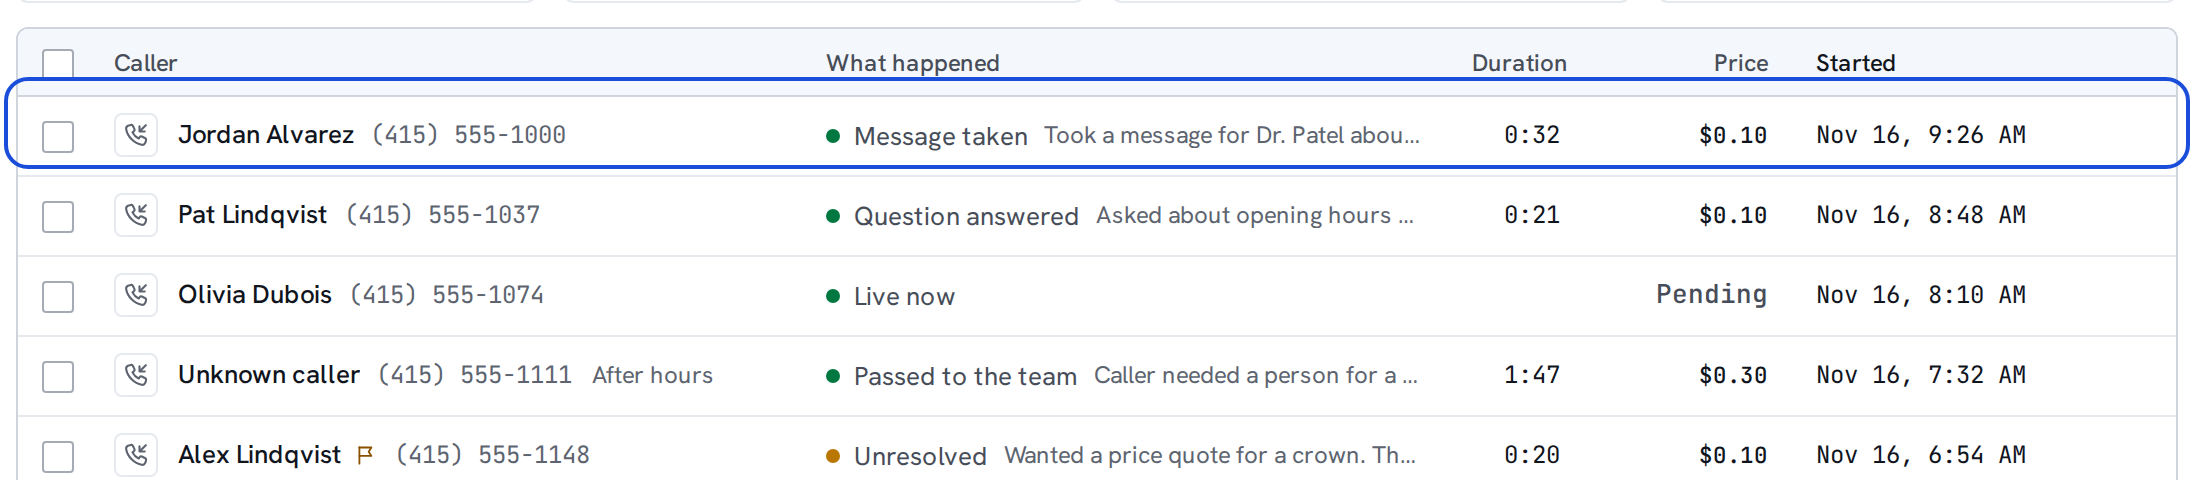 Caller What happened Duration Price Started
Jordan Alvarez (415) 555-1000 Message taken Took a message for Dr. Patel abou... 0:32 $0.10 Nov 16, 9:26 AM
Pat Lindqvist (415) 555-1037 Question answered Asked about opening hours ... 0:21 $0.10 Nov 16, 8:48 AM
Olivia Dubois (415) 555-1074 Live now Pending Nov 16, 8:10 AM
Unknown caller (415) 555-1111 After hours Passed to the team Caller needed a person for a ... 1:47 $0.30 Nov 16, 7:32 AM
Alex Lindqvist (415) 555-1148 Unresolved Wanted a price quote for a crown. Th... 0:20 $0.10 Nov 16, 6:54 AM